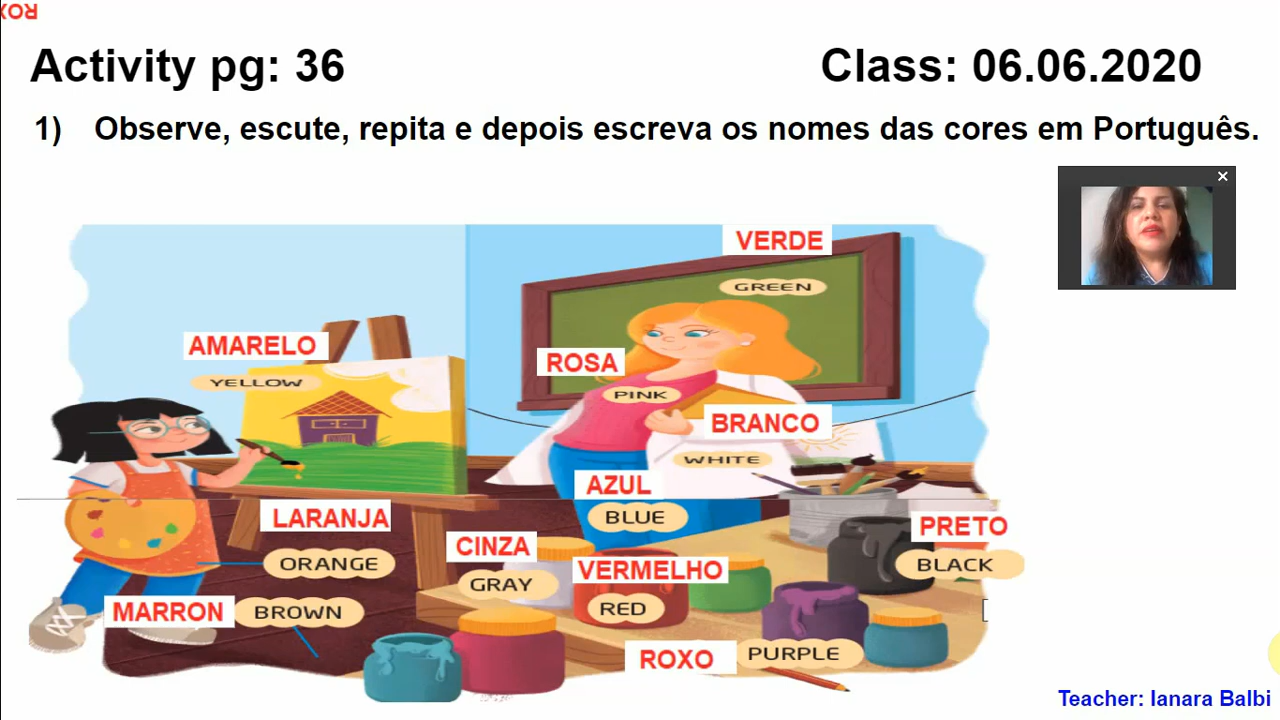 ROX
Activity pg: 36
Class: 06.06.2020
1) Observe, escute, repita e depois escreva os nomes das cores em Português.
VERDE
GREEN
AMARELO
YELLOW
ROSA
PINK
BRANCO
WHITE
AZUL
BLUE
LARANJA
ORANGE
CINZA
GRAY
VERMELHO
RED
PRETO
BLACK
MARRON
BROWN
ROXO
PURPLE
Teacher: Ianara Balbi